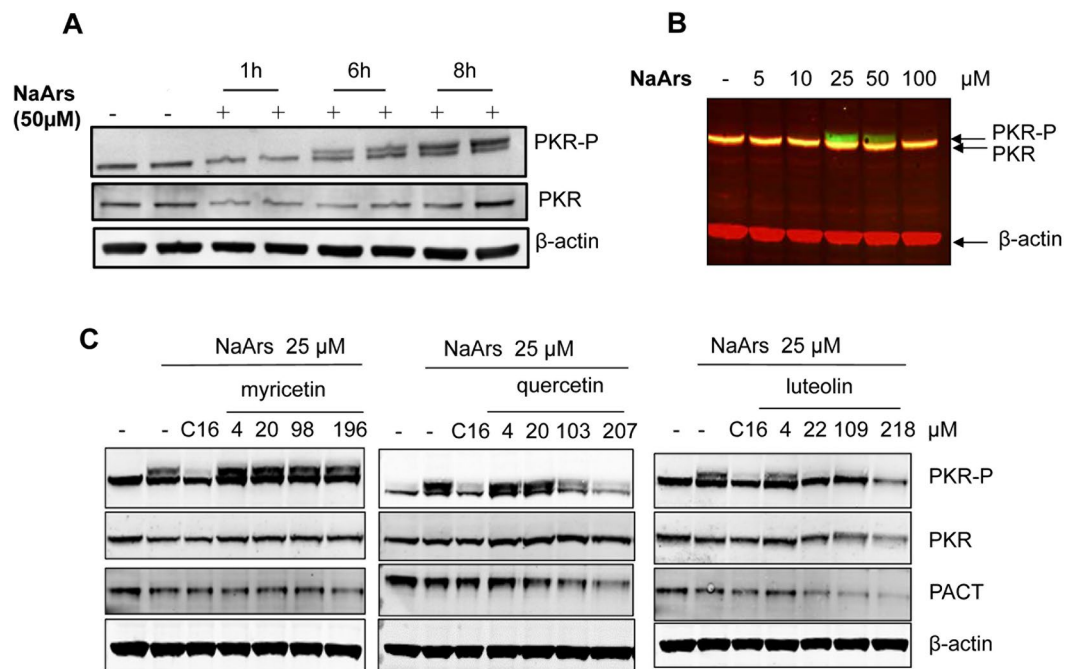 A
1h 6h 8h
NaArs
(50µM)
- - + + + + + +
PKR-P
PKR
β-actin
B
NaArs - 5 10 25 50 100 µM
PKR-P
PKR
β-actin
C
NaArs 25 µM
myricetin
- - C16 4 20 98 196
NaArs 25 µM
quercetin
- - C16 4 20 103 207
NaArs 25 µM
luteolin
- - C16 4 22 109 218 µM
PKR-P
PKR
PACT
β-actin